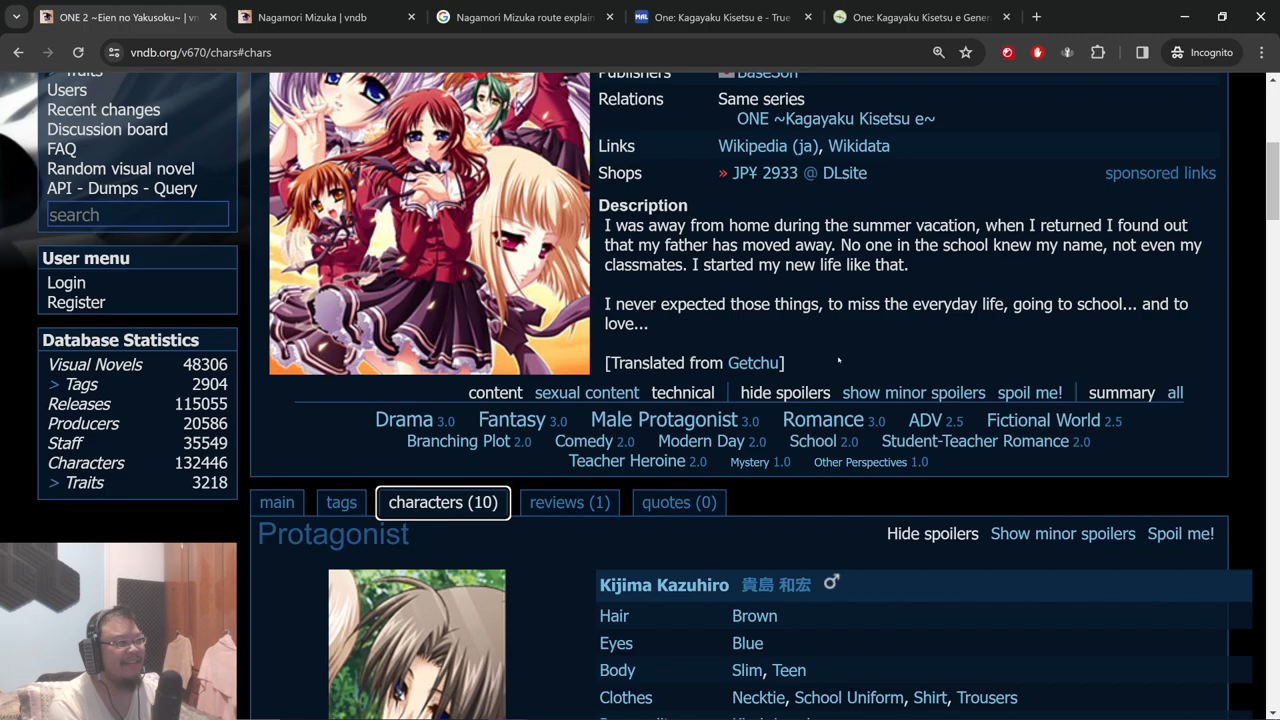 ONE 2 ~Eien no Yakusoku~ | vn
Nagamori Mizuka | vndb
Nagamori Mizuka route explain
One: Kagayaku Kisetsu e - True
One: Kagayaku Kisetsu e Gener
vndb.org/v670/chars#chars
Incognito
Traits
Users
Recent changes
Discussion board
FAQ
Random visual novel
API - Dumps - Query
search
User menu
Login
Register
Database Statistics
Visual Novels 48306
> Tags 2904
Releases 115055
Producers 20586
Staff 35549
Characters 132446
> Traits 3218
Publishers BaseSon
Relations Same series
ONE ~Kagayaku Kisetsu e~
Links Wikipedia (ja), Wikidata
Shops » JP¥ 2933 @ DLsite sponsored links
Description
I was away from home during the summer vacation, when I returned I found out
that my father has moved away. No one in the school knew my name, not even my
classmates. I started my new life like that.
I never expected those things, to miss the everyday life, going to school... and to
love...
[Translated from Getchu]
content sexual content technical hide spoilers show minor spoilers spoil me! summary all
Drama 3.0 Fantasy 3.0 Male Protagonist 3.0 Romance 3.0 ADV 2.5 Fictional World 2.5
Branching Plot 2.0 Comedy 2.0 Modern Day 2.0 School 2.0 Student-Teacher Romance 2.0
Teacher Heroine 2.0 Mystery 1.0 Other Perspectives 1.0
main tags characters (10) reviews (1) quotes (0)
Protagonist Hide spoilers Show minor spoilers Spoil me!
Kijima Kazuhiro 貴島 和宏 ♂
Hair Brown
Eyes Blue
Body Slim, Teen
Clothes Necktie, School Uniform, Shirt, Trousers